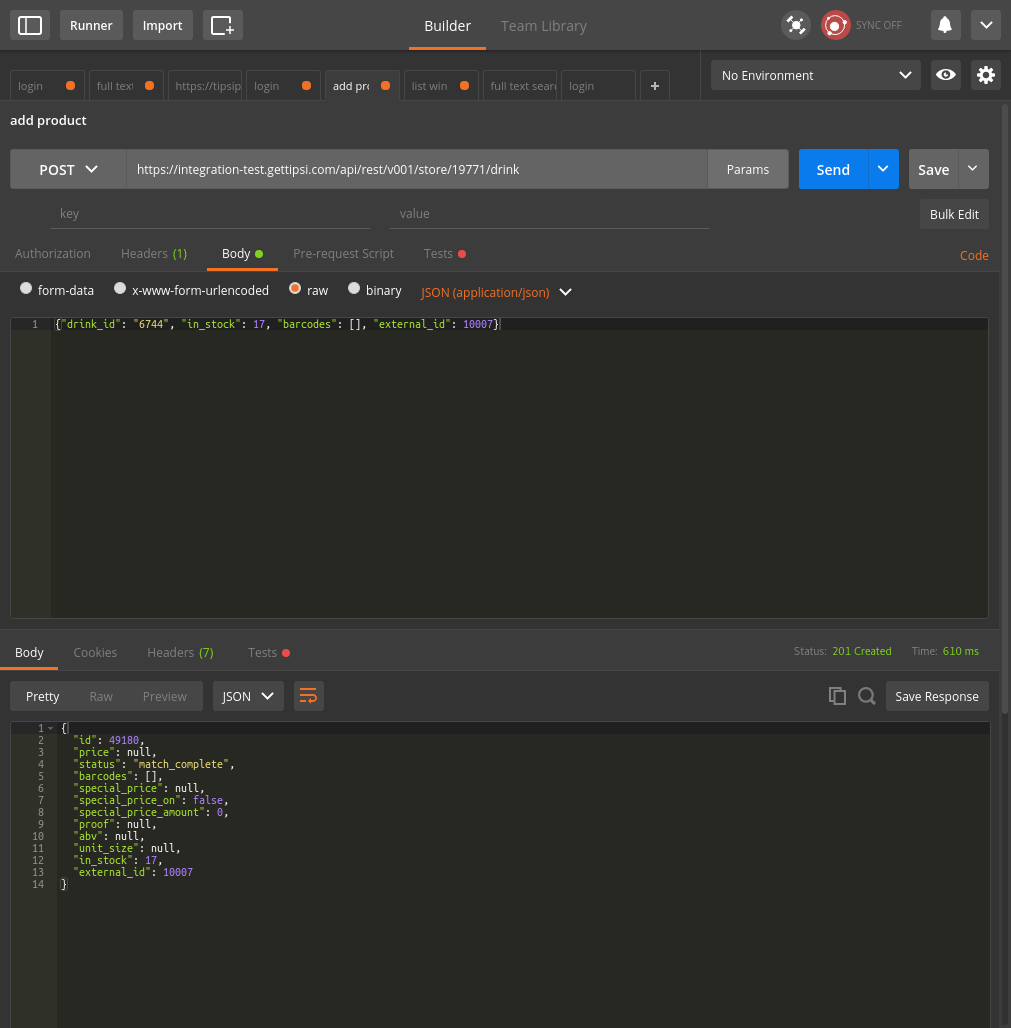 Runner Import Builder Team Library SYNC OFF
login full text https://tipsip login add pro list win full text sear login + No Environment
add product
POST https://integration-test.gettipsi.com/api/rest/v001/store/19771/drink Params Send Save
key value Bulk Edit
Authorization Headers (1) Body Pre-request Script Tests Code
form-data x-www-form-urlencoded raw binary JSON (application/json)
1 {"drink_id": "6744", "in_stock": 17, "barcodes": [], "external_id": 10007}
Body Cookies Headers (7) Tests Status: 201 Created Time: 610 ms
Pretty Raw Preview JSON Save Response
1 {
2 "id": 49180,
3 "price": null,
4 "status": "match_complete",
5 "barcodes": [],
6 "special_price": null,
7 "special_price_on": false,
8 "special_price_amount": 0,
9 "proof": null,
10 "abv": null,
11 "unit_size": null,
12 "in_stock": 17,
13 "external_id": 10007
14 }